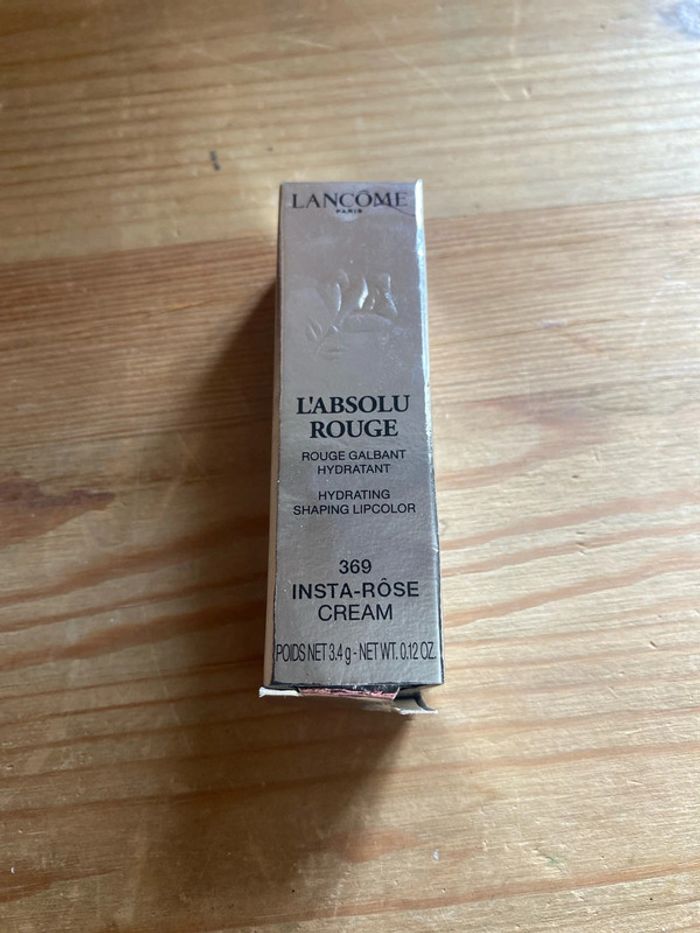 LANCÔME
PARIS
L'ABSOLU
ROUGE
ROUGE GALBANT
HYDRATANT
HYDRATING
SHAPING LIPCOLOR
369
INSTA-RÔSE
CREAM
POIDS NET 3.4 g - NET WT. 0.12 OZ.